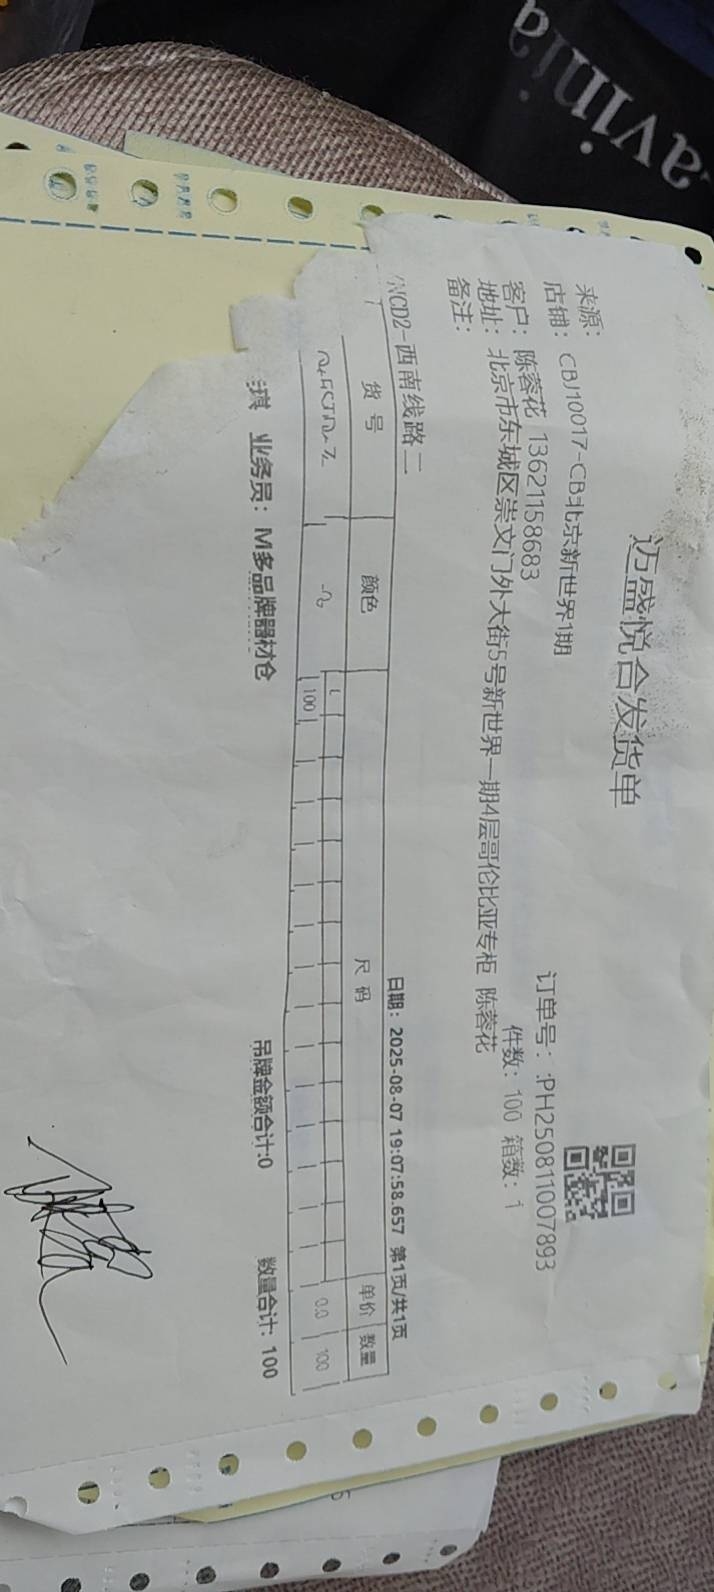 迈盛悦合发货单
来源：
店铺： CBJ10017-CB北京新世界1期
订单号： :PH250811007893
客户： 陈蓉花 13621158683
件数： 100 箱数： 1
地址： 北京市东城区崇文门外大街5号新世界一期4层哥伦比亚专柜 陈蓉花
备注：
NCD2-西南线路二
日期： 2025-08-07 19:07:58.657 第1页/共1页
货号 颜色 尺码 单价 数量
L
100 0.0 100
业务员： M多品牌器材仓 吊牌金额合计:0 数量合计: 100
avinia